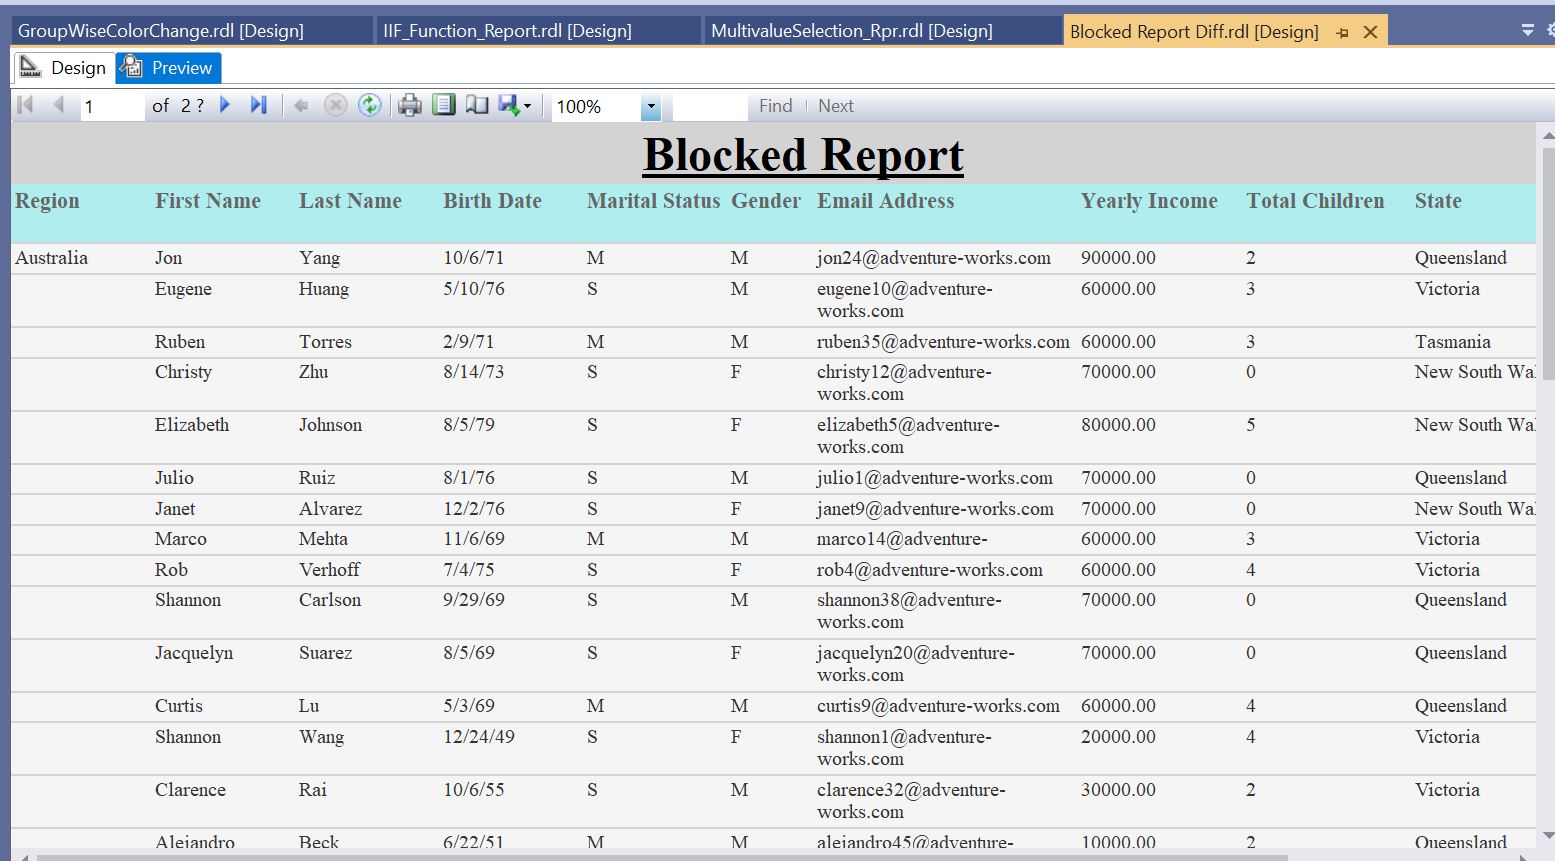 GroupWiseColorChange.rdl [Design] IIF_Function_Report.rdl [Design] MultivalueSelection_Rpr.rdl [Design] Blocked Report Diff.rdl [Design]
Design Preview
1 of 2 ? 100% Find Next
Blocked Report
Region First Name Last Name Birth Date Marital Status Gender Email Address Yearly Income Total Children State
Australia Jon Yang 10/6/71 M M jon24@adventure-works.com 90000.00 2 Queensland
Eugene Huang 5/10/76 S M eugene10@adventure- 60000.00 3 Victoria
works.com
Ruben Torres 2/9/71 M M ruben35@adventure-works.com 60000.00 3 Tasmania
Christy Zhu 8/14/73 S F christy12@adventure- 70000.00 0 New South Wa
works.com
Elizabeth Johnson 8/5/79 S F elizabeth5@adventure- 80000.00 5 New South Wa
works.com
Julio Ruiz 8/1/76 S M julio1@adventure-works.com 70000.00 0 Queensland
Janet Alvarez 12/2/76 S F janet9@adventure-works.com 70000.00 0 New South Wa
Marco Mehta 11/6/69 M M marco14@adventure- 60000.00 3 Victoria
Rob Verhoff 7/4/75 S F rob4@adventure-works.com 60000.00 4 Victoria
Shannon Carlson 9/29/69 S M shannon38@adventure- 70000.00 0 Queensland
works.com
Jacquelyn Suarez 8/5/69 S F jacquelyn20@adventure- 70000.00 0 Queensland
works.com
Curtis Lu 5/3/69 M M curtis9@adventure-works.com 60000.00 4 Queensland
Shannon Wang 12/24/49 S F shannon1@adventure- 20000.00 4 Victoria
works.com
Clarence Rai 10/6/55 S M clarence32@adventure- 30000.00 2 Victoria
works.com
Alejandro Beck 6/22/51 M M alejandro45@adventure- 10000.00 2 Queensland